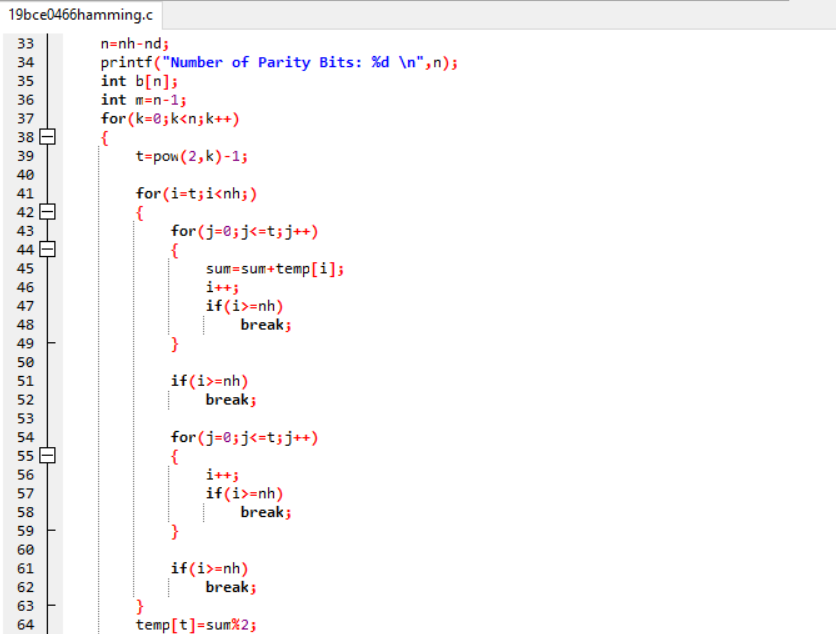 19bce0466hamming.c
33 n=nh-nd;
34 printf("Number of Parity Bits: %d \n",n);
35 int b[n];
36 int m=n-1;
37 for(k=0;k<n;k++)
38 {
39 t=pow(2,k)-1;
40
41 for(i=t;i<nh;)
42 {
43 for(j=0;j<=t;j++)
44 {
45 sum=sum+temp[i];
46 i++;
47 if(i>=nh)
48 break;
49 }
50
51 if(i>=nh)
52 break;
53
54 for(j=0;j<=t;j++)
55 {
56 i++;
57 if(i>=nh)
58 break;
59 }
60
61 if(i>=nh)
62 break;
63 }
64 temp[t]=sum%2;